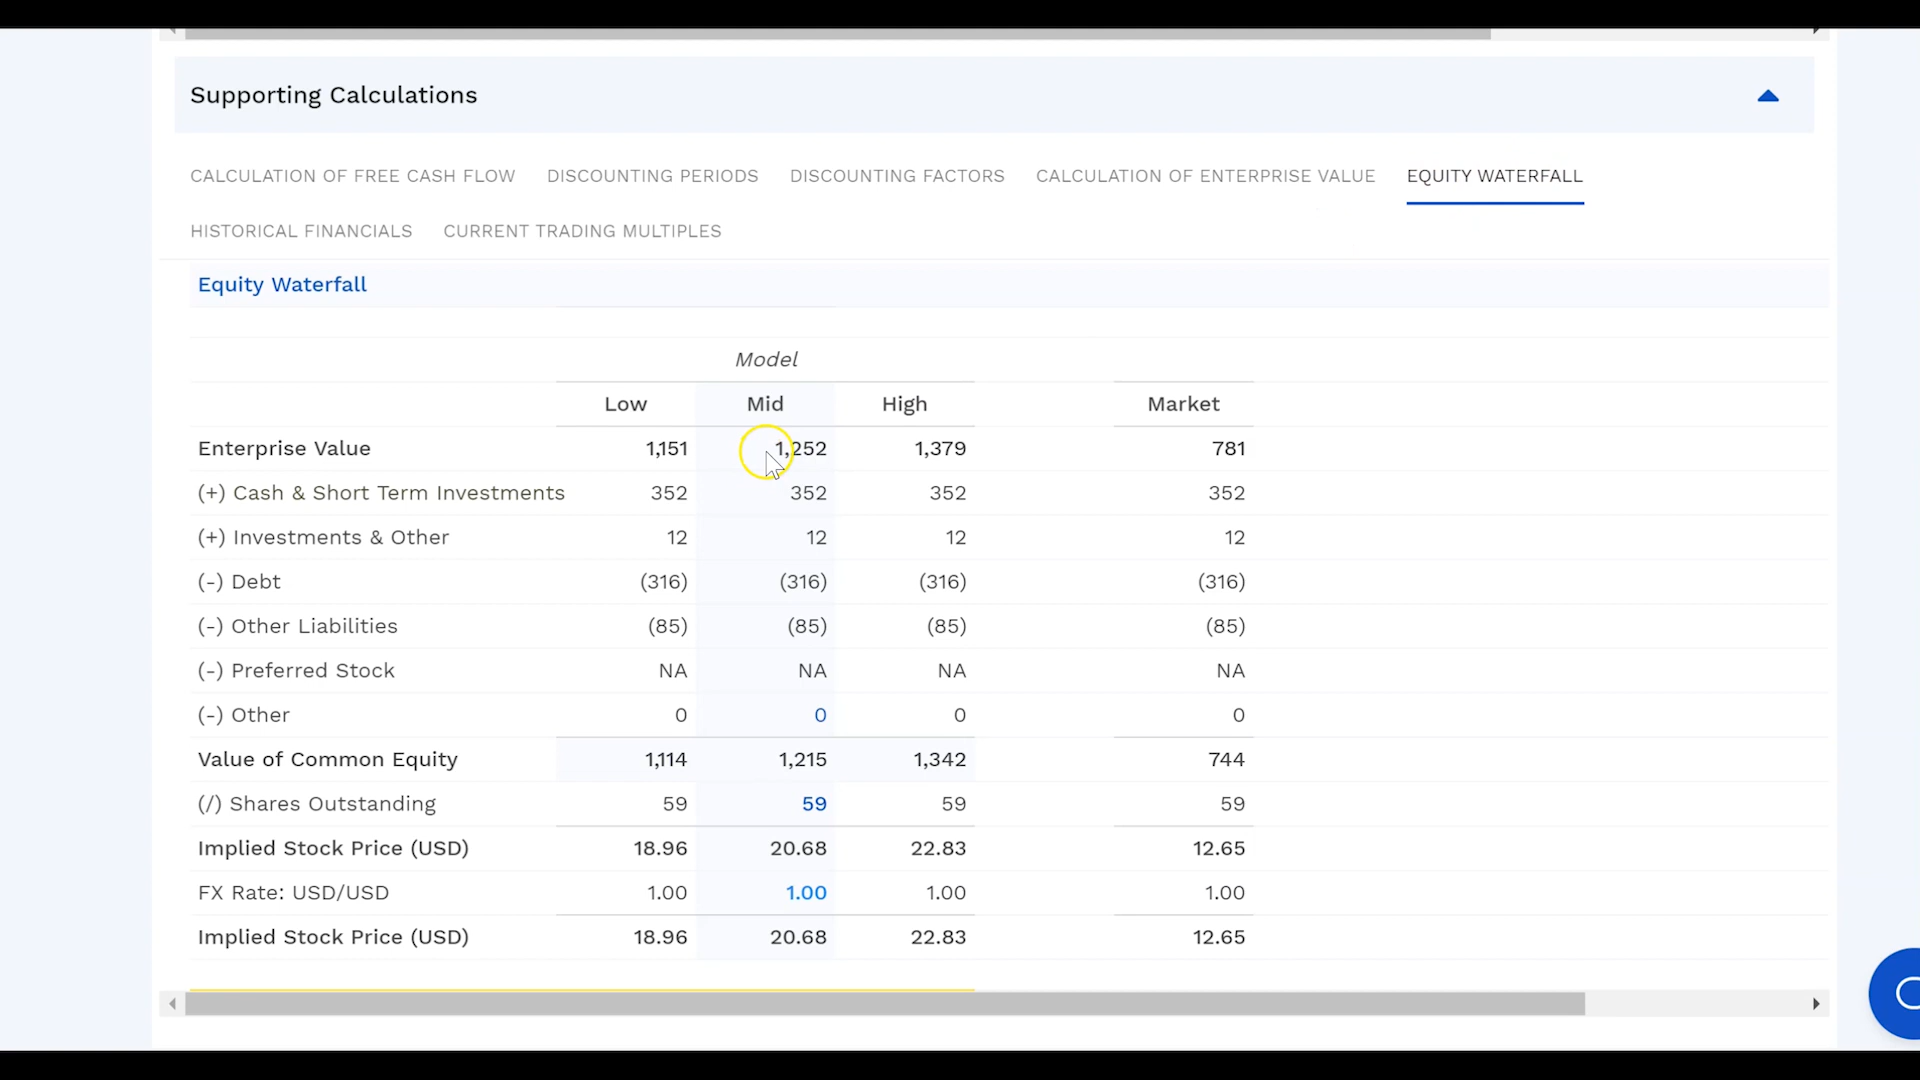 Supporting Calculations
CALCULATION OF FREE CASH FLOW DISCOUNTING PERIODS DISCOUNTING FACTORS CALCULATION OF ENTERPRISE VALUE EQUITY WATERFALL
HISTORICAL FINANCIALS CURRENT TRADING MULTIPLES
Equity Waterfall
Model
Low Mid High Market
Enterprise Value 1,151 1,252 1,379 781
(+) Cash & Short Term Investments 352 352 352 352
(+) Investments & Other 12 12 12 12
(-) Debt (316) (316) (316) (316)
(-) Other Liabilities (85) (85) (85) (85)
(-) Preferred Stock NA NA NA NA
(-) Other 0 0 0 0
Value of Common Equity 1,114 1,215 1,342 744
(/) Shares Outstanding 59 59 59 59
Implied Stock Price (USD) 18.96 20.68 22.83 12.65
FX Rate: USD/USD 1.00 1.00 1.00 1.00
Implied Stock Price (USD) 18.96 20.68 22.83 12.65